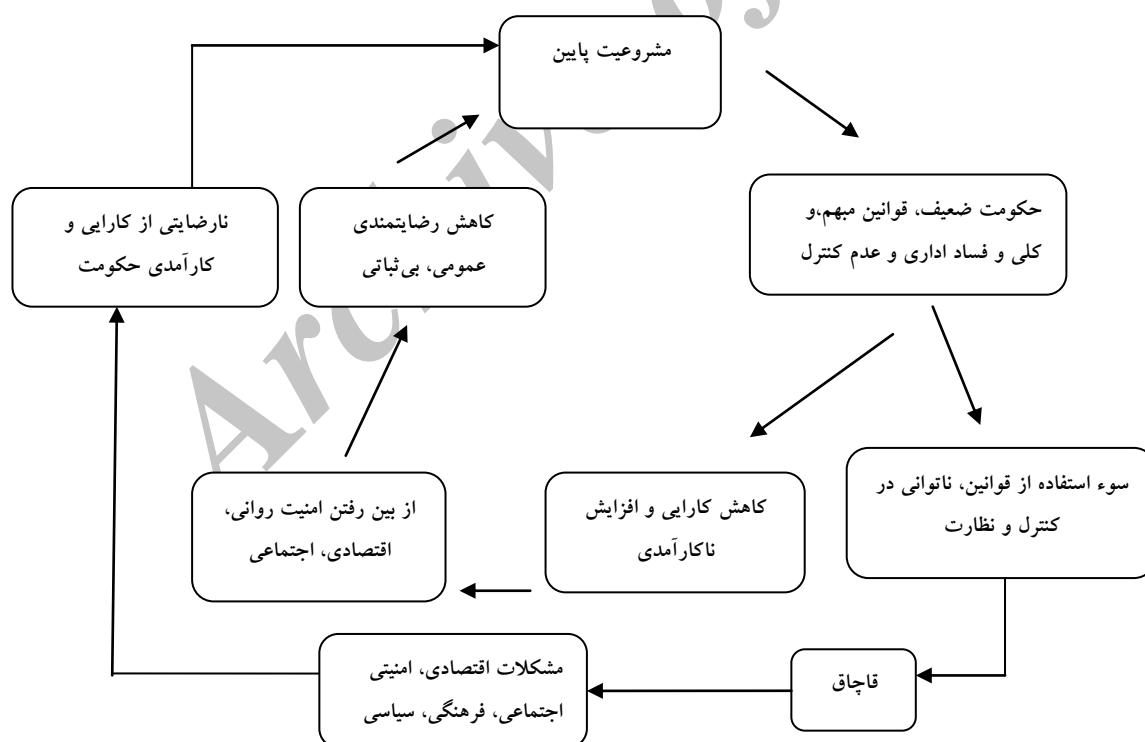 مشروعیت پایین
حکومت ضعیف، قوانین مبهم،و
کلی و فساد اداری و عدم کنترل
کاهش رضایتمندی
عمومی، بی‌ثباتی
نارضایتی از کارایی و
کارآمدی حکومت
سوء استفاده از قوانین، ناتوانی در
کنترل و نظارت
کاهش کارایی و افزایش
ناکارآمدی
از بین رفتن امنیت روانی،
اقتصادی، اجتماعی
قاچاق
مشکلات اقتصادی، امنیتی
اجتماعی، فرهنگی، سیاسی